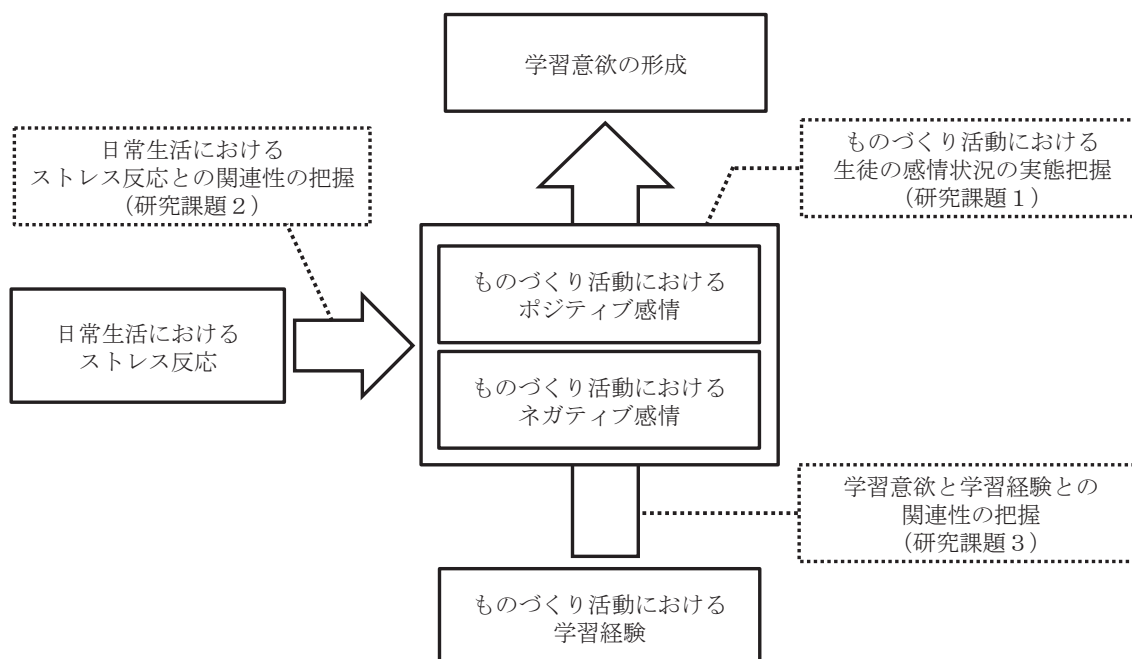 学習意欲の形成
日常生活における
ストレス反応との関連性の把握
（研究課題２）
ものづくり活動における
生徒の感情状況の実態把握
（研究課題１）
日常生活における
ストレス反応
ものづくり活動における
ポジティブ感情
ものづくり活動における
ネガティブ感情
学習意欲と学習経験との
関連性の把握
（研究課題３）
ものづくり活動における
学習経験